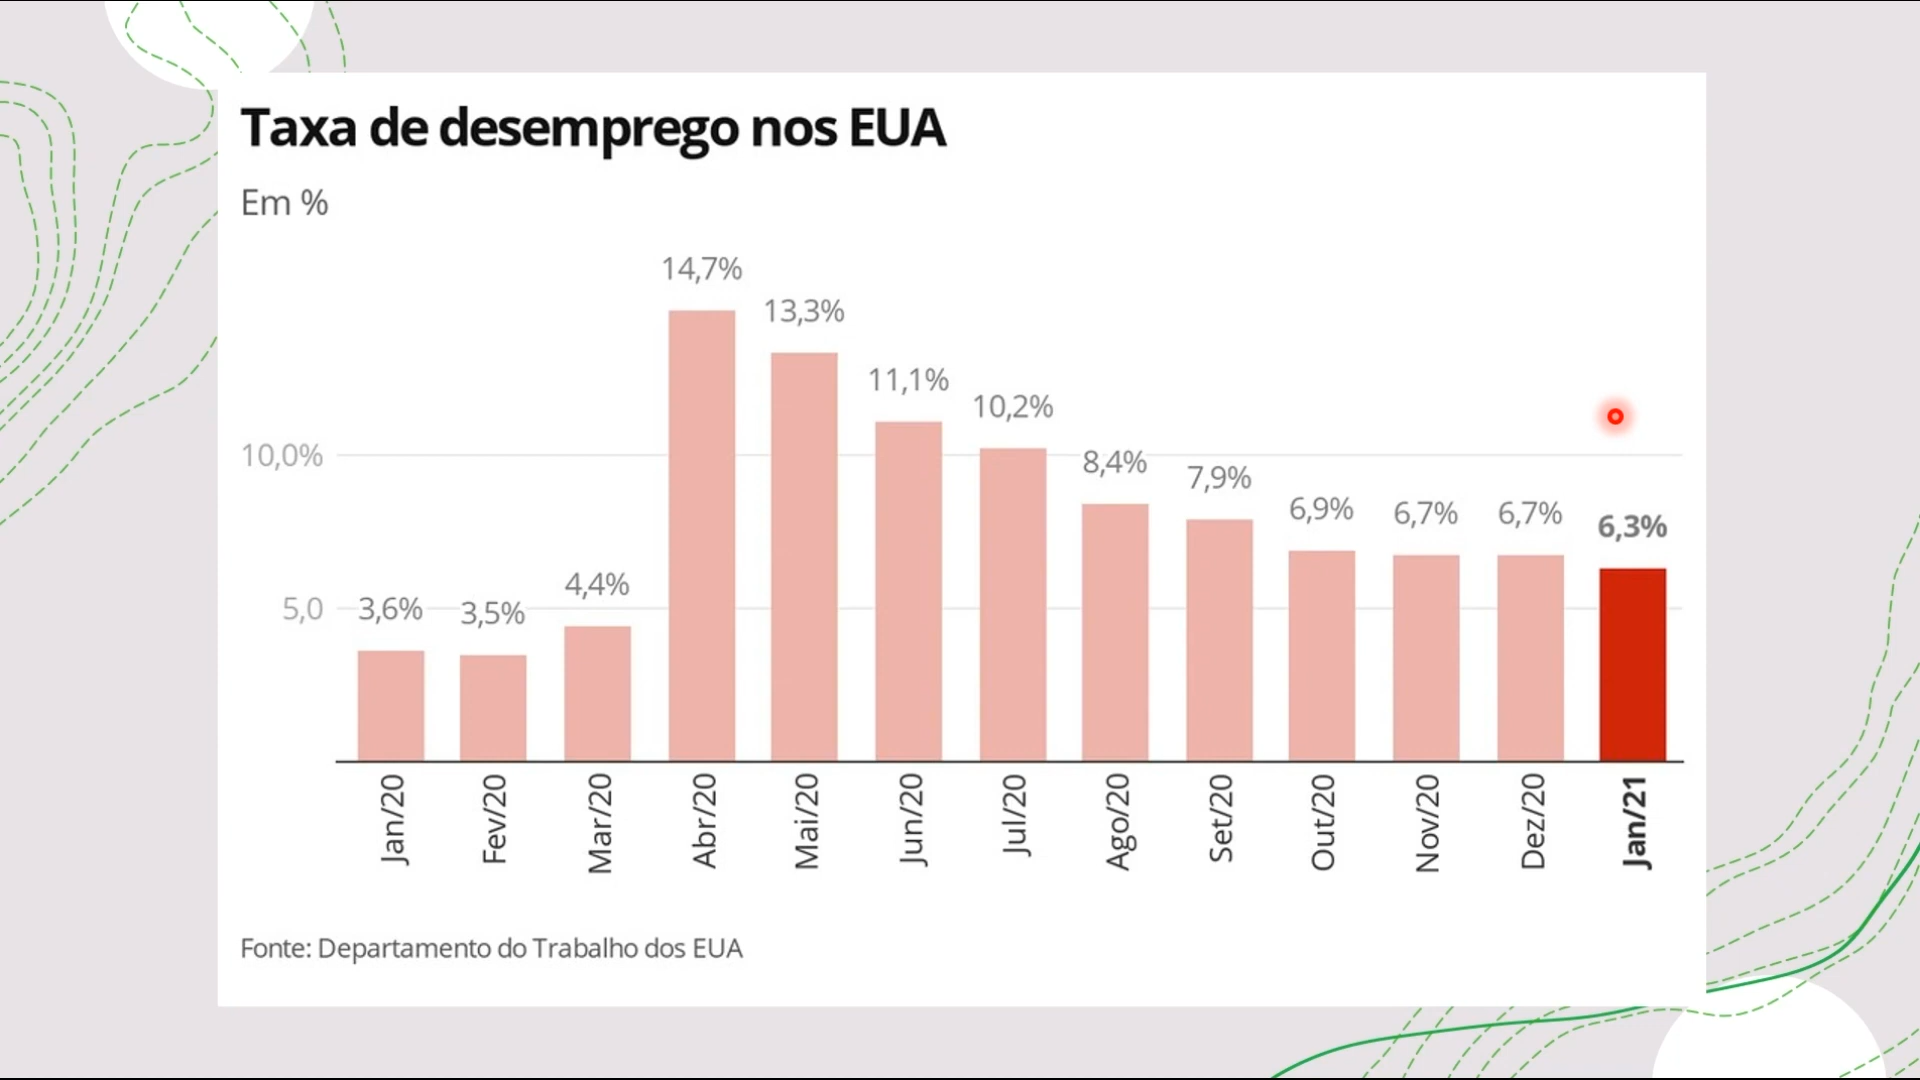 Taxa de desemprego nos EUA
Em %
14,7%
13,3%
11,1%
10,2%
10,0%
8,4%
7,9%
6,9%
6,7%
6,7%
6,3%
4,4%
5,0
3,6%
3,5%
Jan/20
Fev/20
Mar/20
Abr/20
Mai/20
Jun/20
Jul/20
Ago/20
Set/20
Out/20
Nov/20
Dez/20
Jan/21
Fonte: Departamento do Trabalho dos EUA